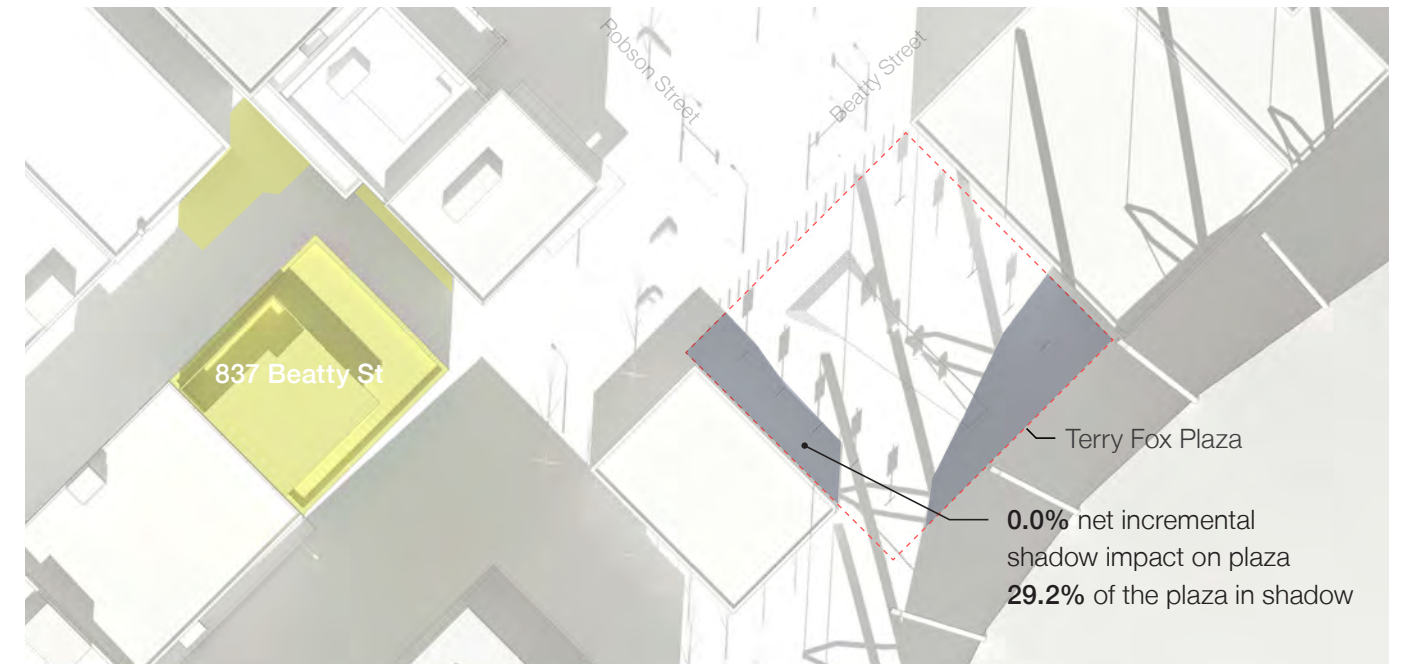 Robson Street
Beatty Street
837 Beatty St
Terry Fox Plaza
0.0% net incremental
shadow impact on plaza
29.2% of the plaza in shadow